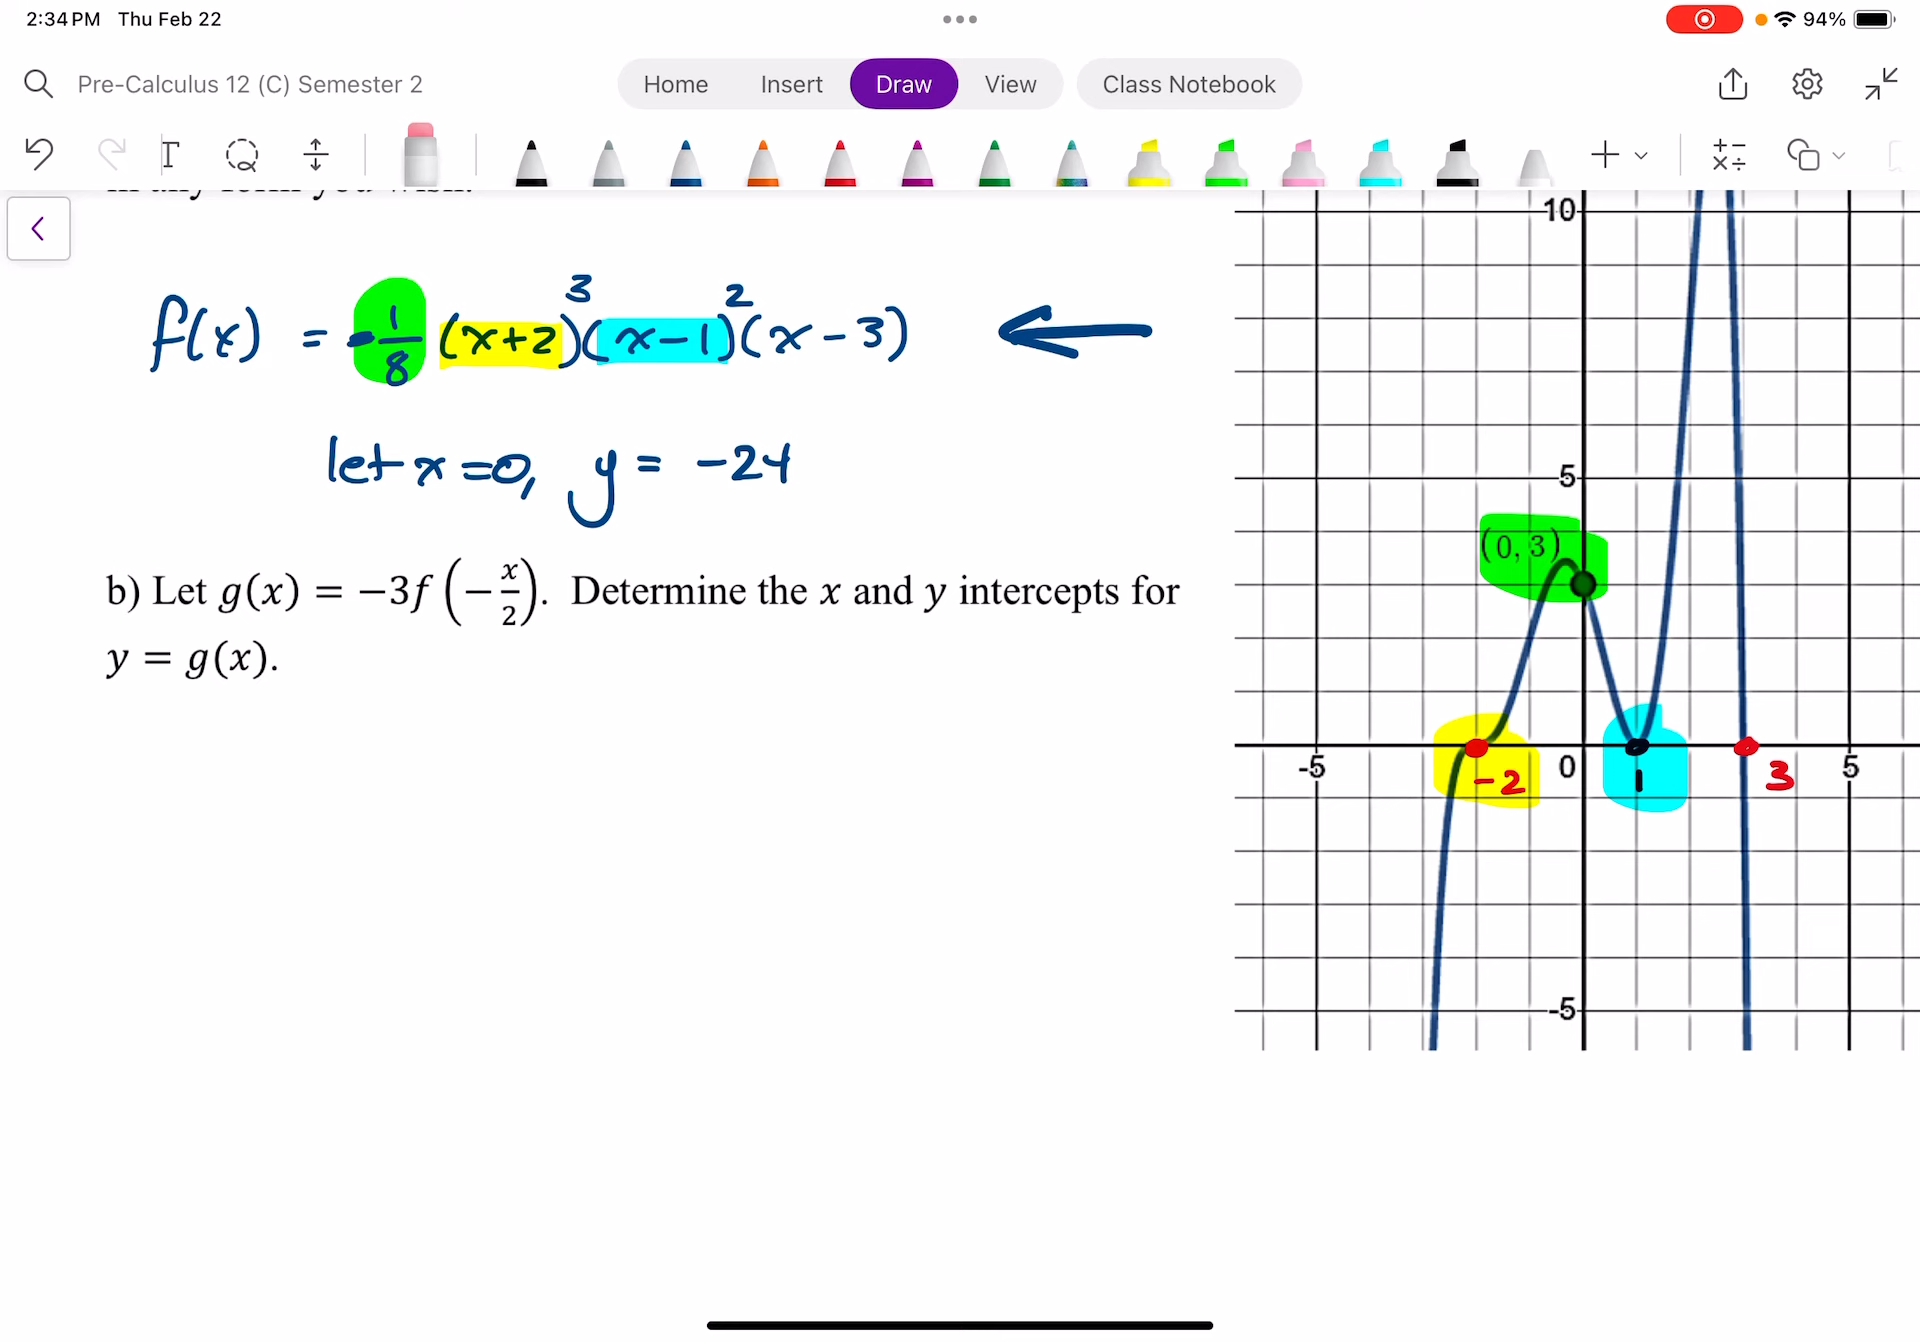 2:34 PM Thu Feb 22
94%
Pre-Calculus 12 (C) Semester 2
Home Insert Draw View Class Notebook
f(x) = -1/8 (x+2)³(x-1)²(x-3)
let x=0, y = -24
b) Let g(x) = −3f(−x/2). Determine the x and y intercepts for
y = g(x).
10
5
(0, 3)
-5 0 5
-2 1 3
-5